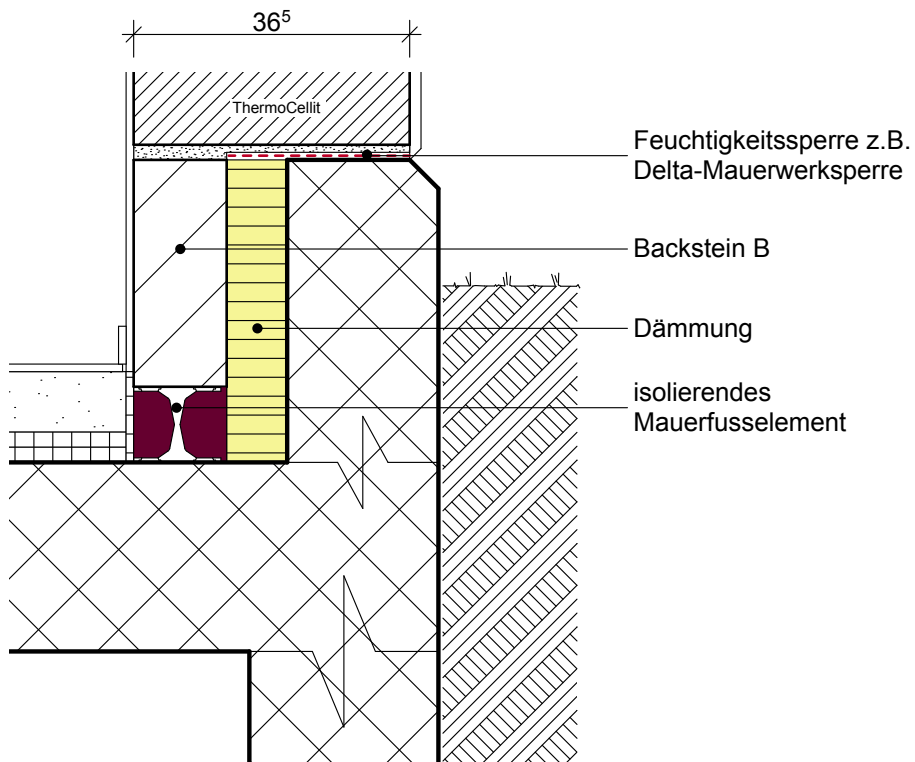 36⁵
ThermoCellit
Feuchtigkeitssperre z.B.
Delta-Mauerwerksperre
Backstein B
Dämmung
isolierendes
Mauerfusselement